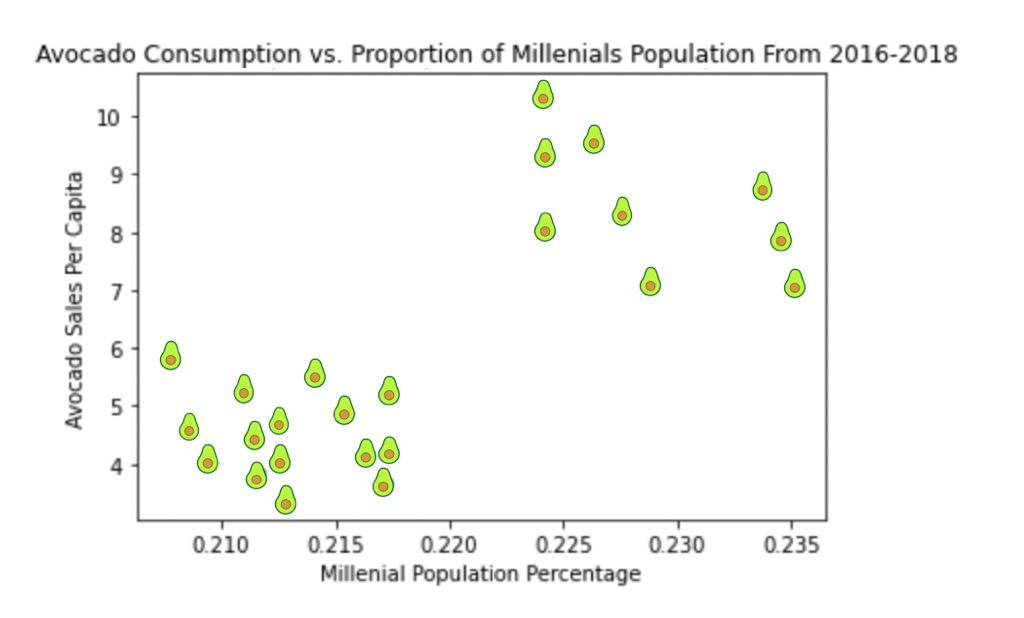 Avocado Consumption vs. Proportion of Millenials Population From 2016-2018
10
9
8
7
6
5
4
Avocado Sales Per Capita
0.210 0.215 0.220 0.225 0.230 0.235
Millenial Population Percentage